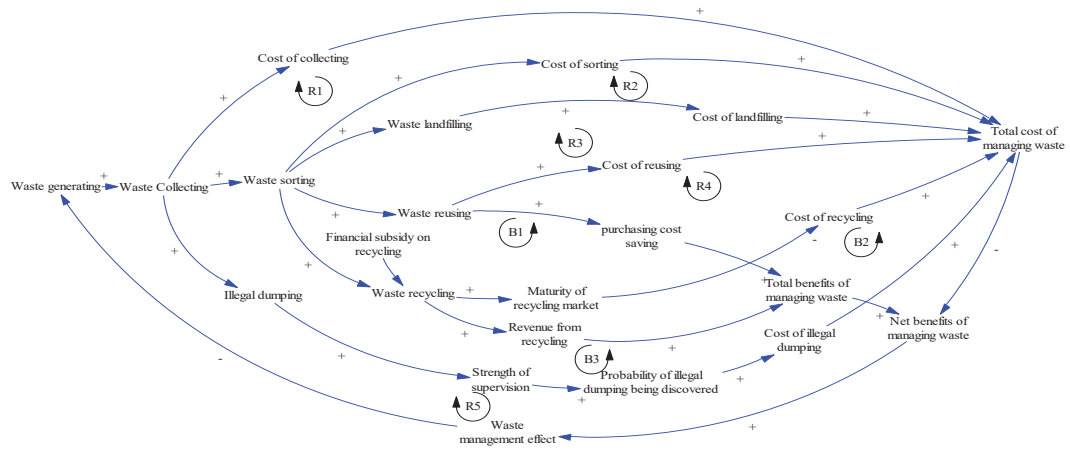 +
Cost of collecting
R1
+
+
Cost of sorting
R2
+
+
Waste landfilling
+
R3
Cost of landfilling
+
+
Total cost of
managing waste
Waste generating
+
Waste Collecting
+
Waste sorting
+
Cost of reusing
R4
+
Waste reusing
+
B1
purchasing cost
saving
Cost of recycling
+
-
B2
Financial subsidy on
recycling
+
+
-
+
Illegal dumping
Waste recycling
+
Maturity of
recycling market
+
Total benefits of
managing waste
+
Revenue from
recycling
+
Net benefits of
managing waste
Cost of illegal
dumping
+
B3
+
-
+
Strength of
supervision
Probability of illegal
dumping being discovered
+
+
R5
Waste
management effect
+